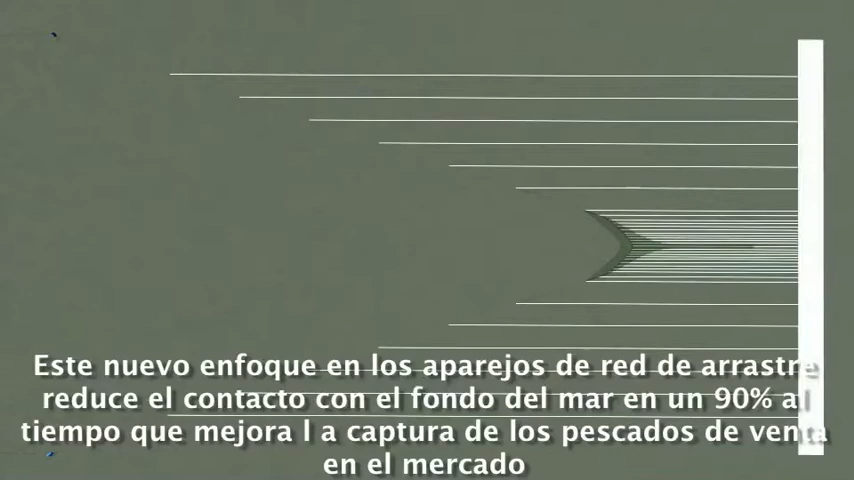 Este nuevo enfoque en los aparejos de red de arrastre
reduce el contacto con el fondo del mar en un 90% al
tiempo que mejora l a captura de los pescados de venta
en el mercado